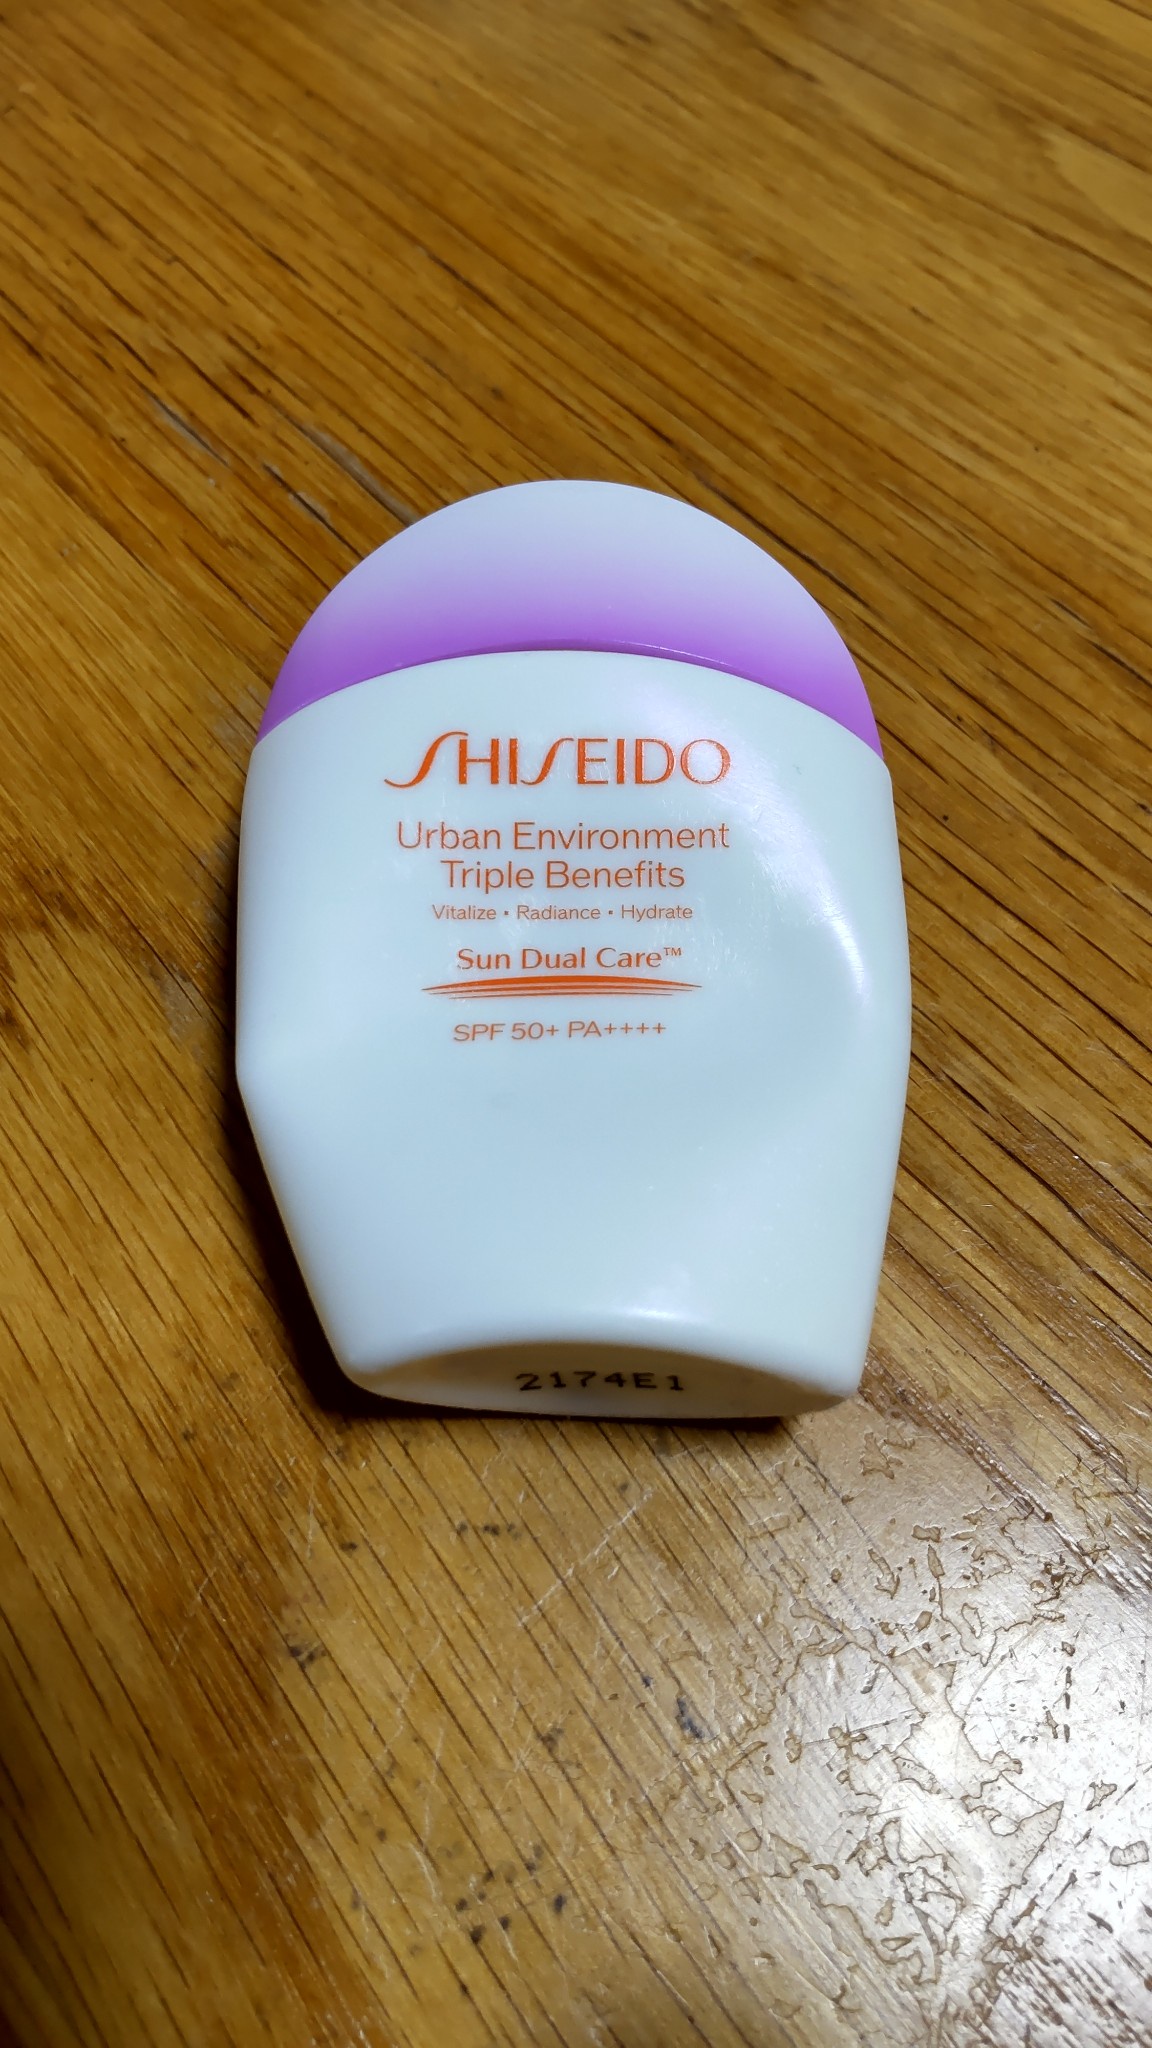 SHISEIDO
Urban Environment
Triple Benefits
Vitalize • Radiance • Hydrate
Sun Dual Care™
SPF 50+ PA++++
2174E1